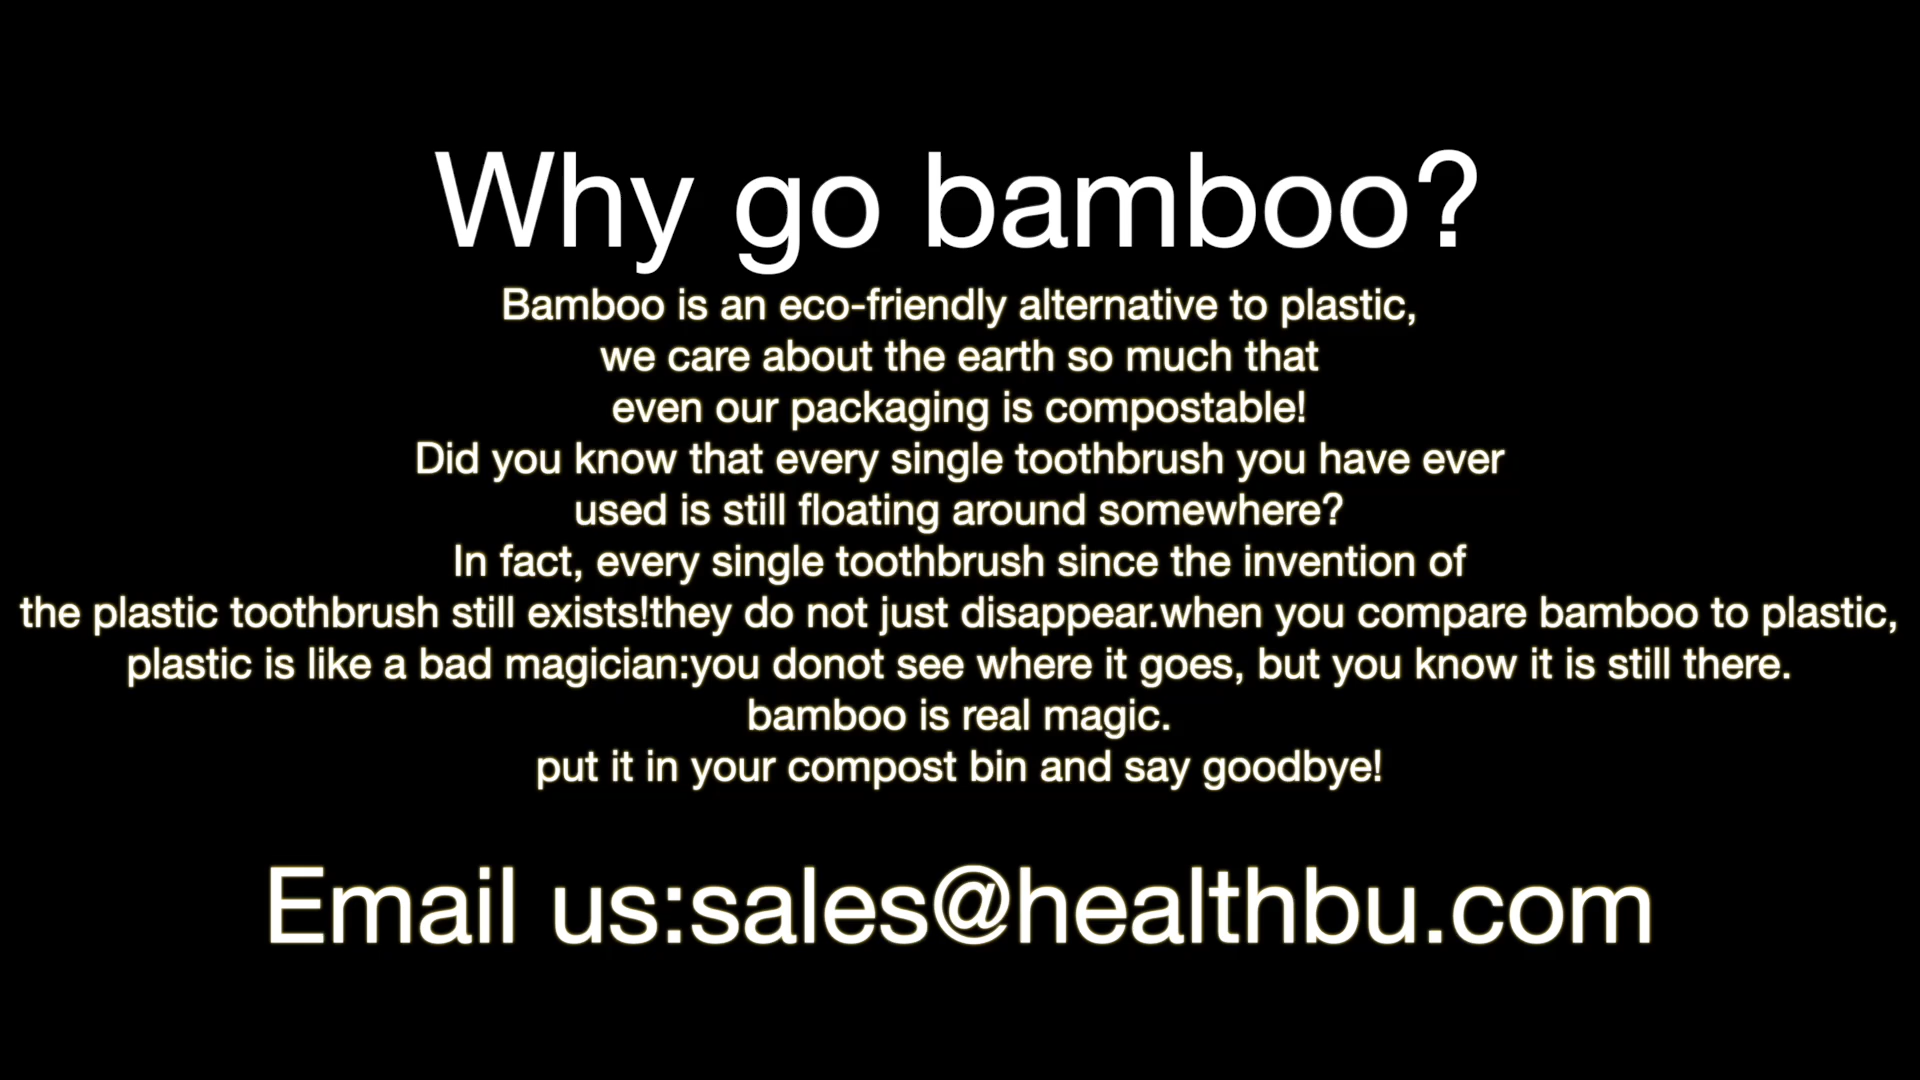 Why go bamboo?
Bamboo is an eco-friendly alternative to plastic,
we care about the earth so much that
even our packaging is compostable!
Did you know that every single toothbrush you have ever
used is still floating around somewhere?
In fact, every single toothbrush since the invention of
the plastic toothbrush still exists!they do not just disappear.when you compare bamboo to plastic,
plastic is like a bad magician:you donot see where it goes, but you know it is still there.
bamboo is real magic.
put it in your compost bin and say goodbye!
Email us:sales@healthbu.com